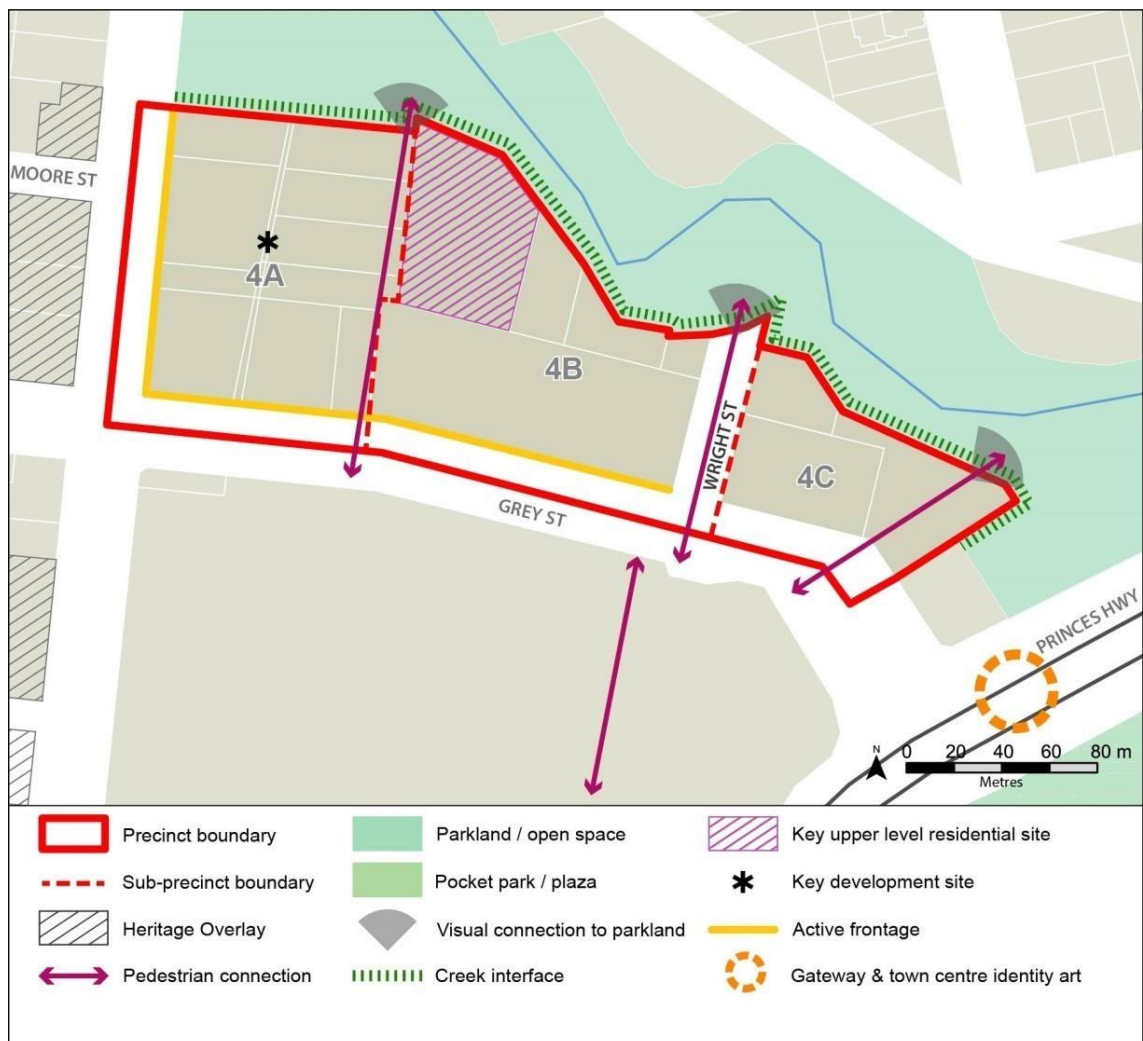 MOORE ST
4A
4B
WRIGHT ST
4C
GREY ST
PRINCES HWY
N
0 20 40 60 80 m
Metres
Precinct boundary
Parkland / open space
Key upper level residential site
Sub-precinct boundary
Pocket park / plaza
Key development site
Heritage Overlay
Visual connection to parkland
Active frontage
Pedestrian connection
Creek interface
Gateway & town centre identity art